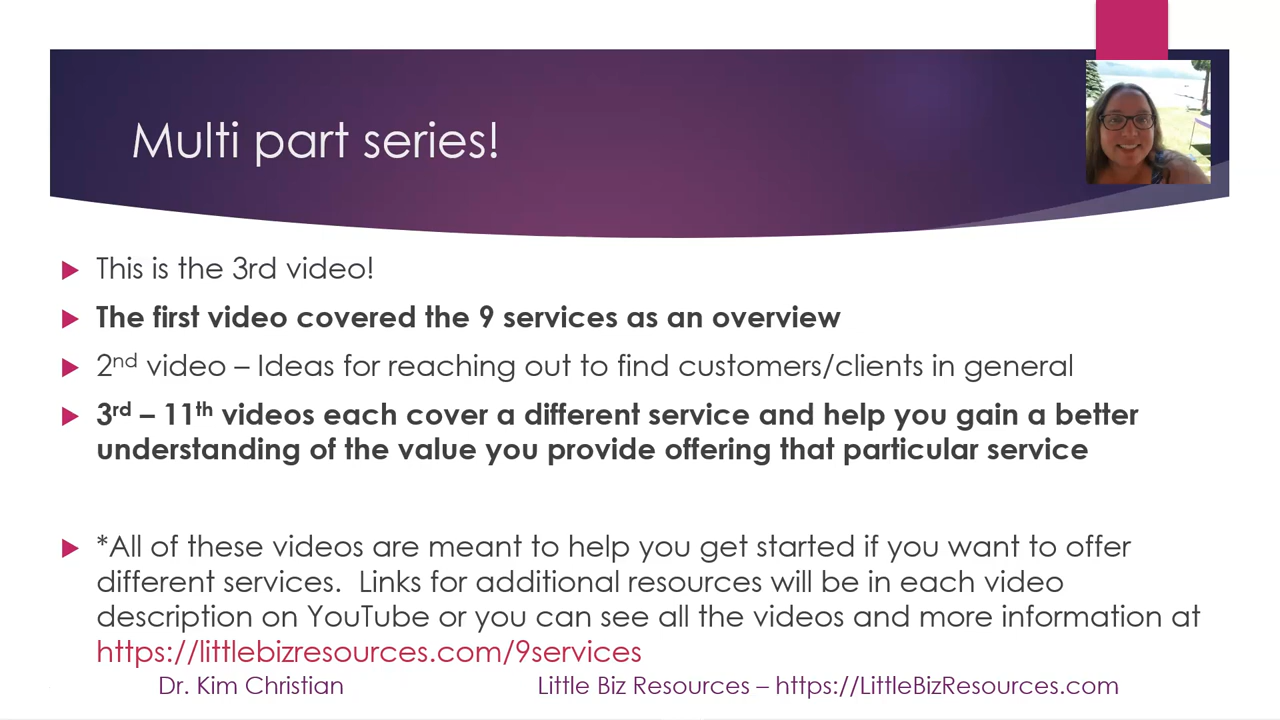 Multi part series!
This is the 3rd video!
The first video covered the 9 services as an overview
2nd video – Ideas for reaching out to find customers/clients in general
3rd – 11th videos each cover a different service and help you gain a better
understanding of the value you provide offering that particular service
*All of these videos are meant to help you get started if you want to offer
different services.  Links for additional resources will be in each video
description on YouTube or you can see all the videos and more information at
https://littlebizresources.com/9services
Dr. Kim Christian
Little Biz Resources – https://LittleBizResources.com